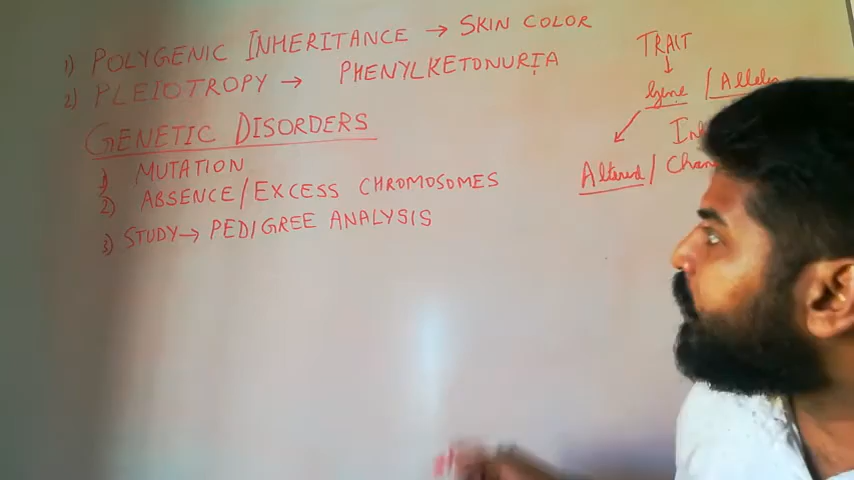 1) POLYGENIC INHERITANCE → SKIN COLOR
2) PLEIOTROPY → PHENYLKETONURIA
GENETIC DISORDERS
1) MUTATION
2) ABSENCE/EXCESS CHROMOSOMES
3) STUDY → PEDIGREE ANALYSIS
TRAIT
↓
Gene / Alleles
Altered /